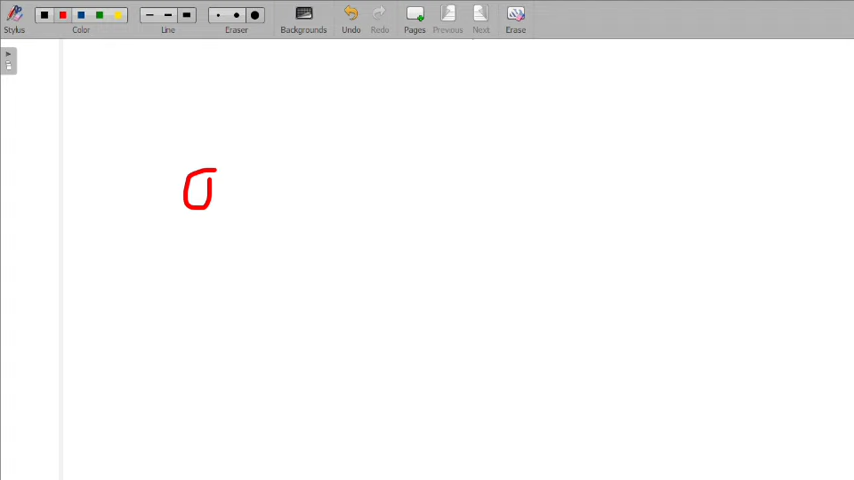 Stylus
Color
Line
Eraser
Backgrounds
Undo
Redo
Pages
Previous
Next
Erase